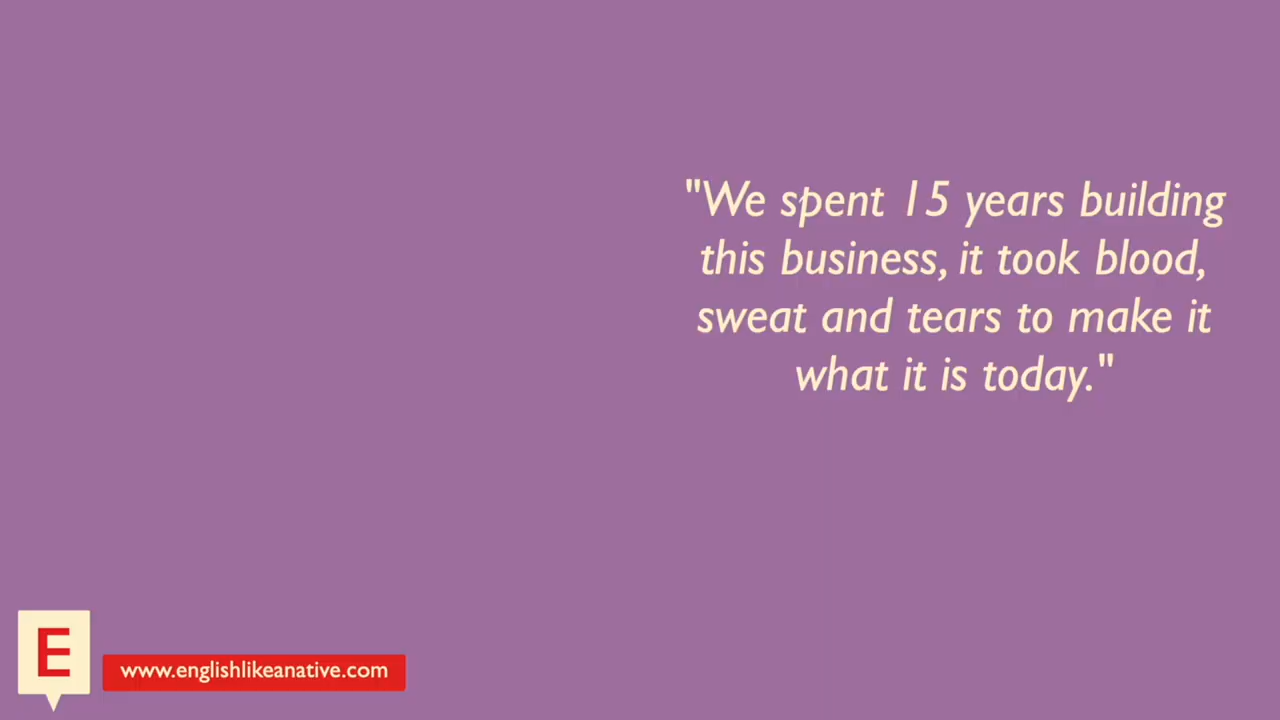 "We spent 15 years building
this business, it took blood,
sweat and tears to make it
what it is today."
E
www.englishlikeanative.com